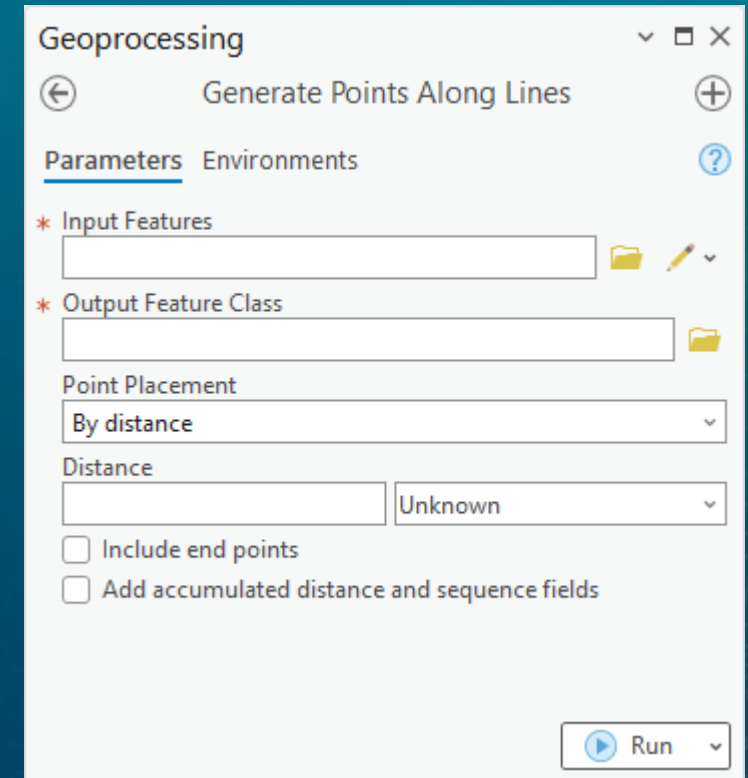 Geoprocessing
Generate Points Along Lines
Parameters Environments
* Input Features
* Output Feature Class
Point Placement
By distance
Distance
Unknown
Include end points
Add accumulated distance and sequence fields
Run